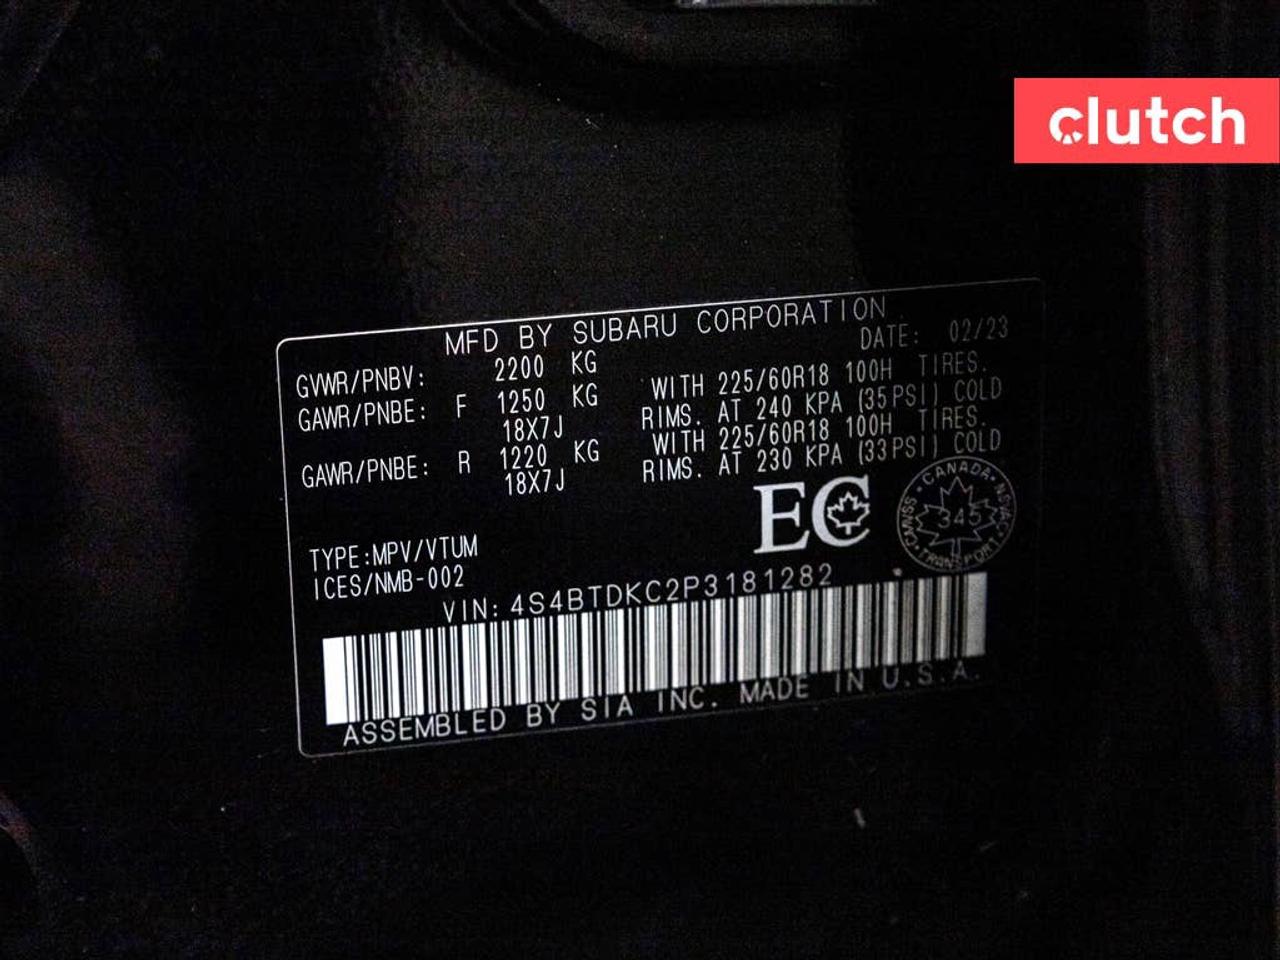 clutch
MFD BY SUBARU CORPORATION
DATE: 02/23
GVWR/PNBV: 2200 KG
GAWR/PNBE: F 1250 KG WITH 225/60R18 100H TIRES.
18X7J RIMS. AT 240 KPA (35PSI) COLD
GAWR/PNBE: R 1220 KG WITH 225/60R18 100H TIRES.
18X7J RIMS. AT 230 KPA (33PSI) COLD
EC
CANADA
345
TRANSPORT
TYPE:MPV/VTUM
ICES/NMB-002
VIN: 4S4BTDKC2P3181282
ASSEMBLED BY SIA INC. MADE IN U.S.A.